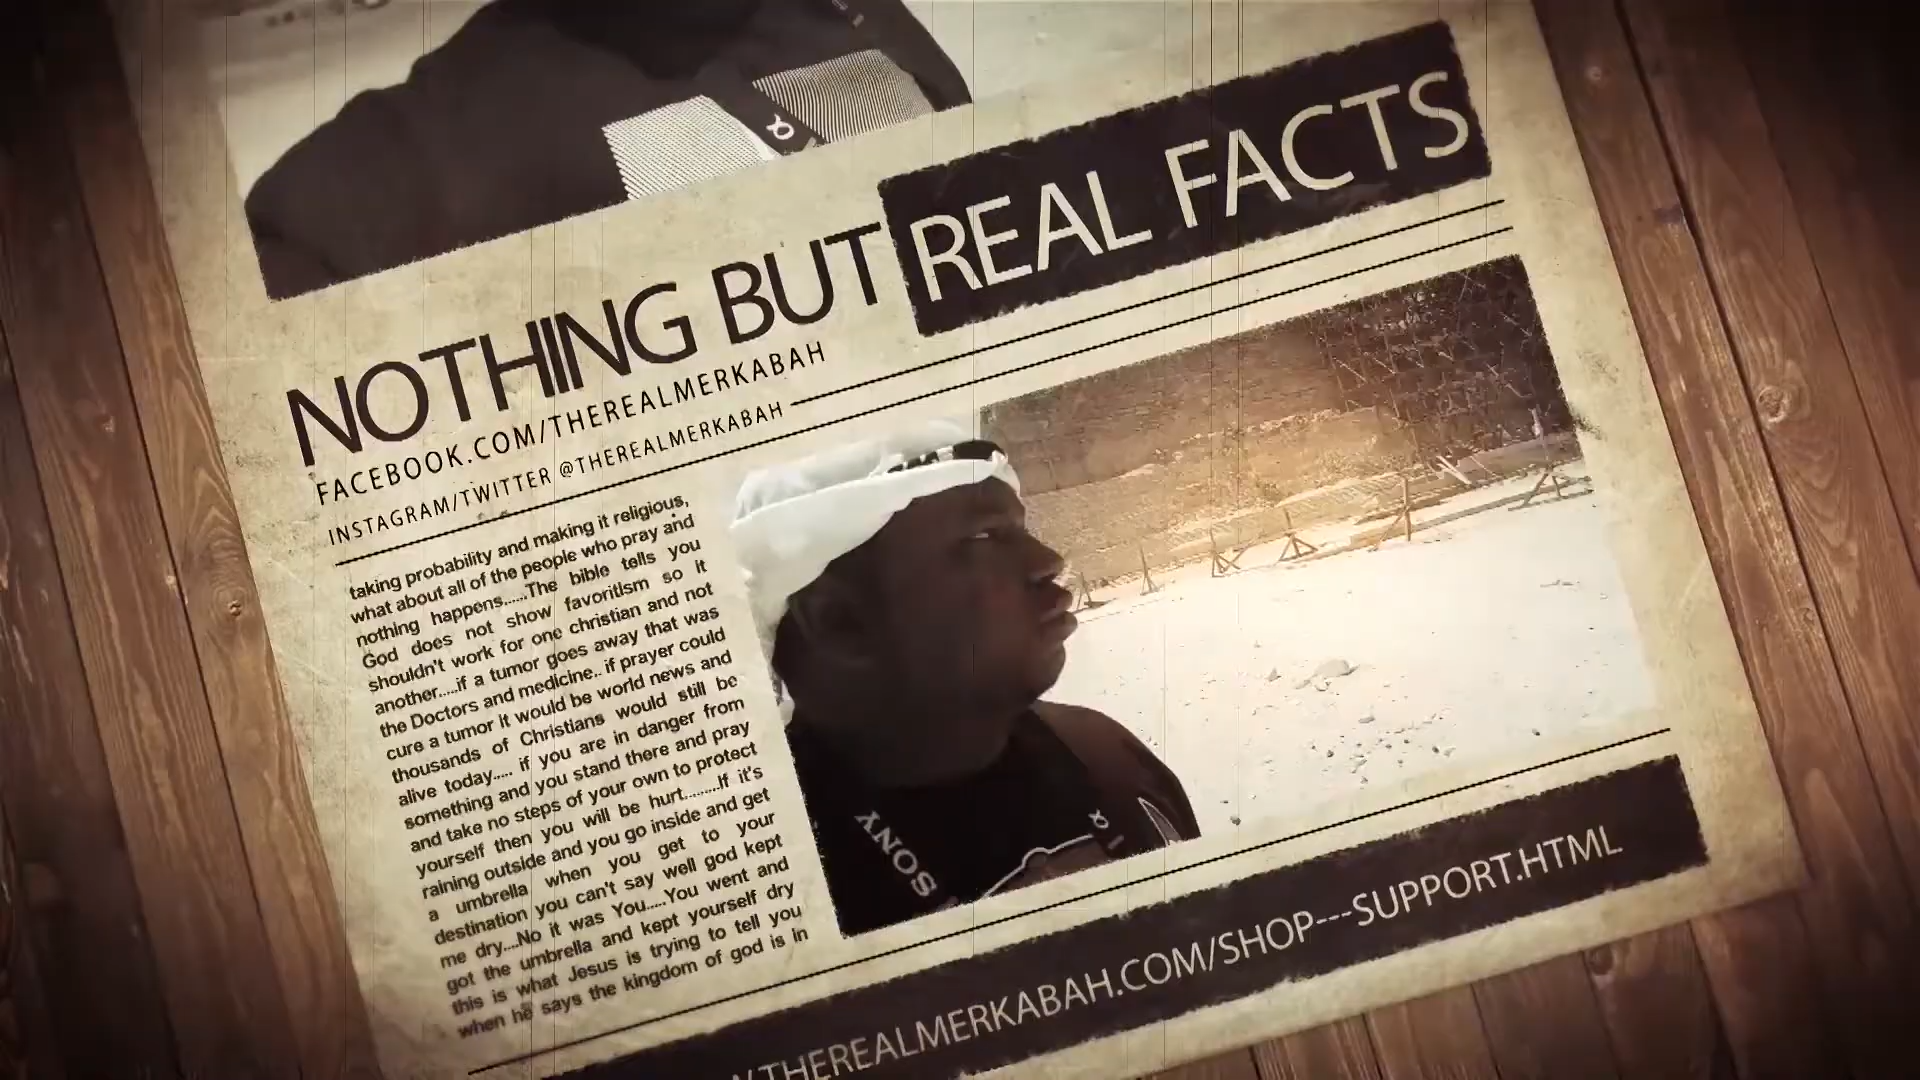 NOTHING BUT REAL FACTS
FACEBOOK.COM/THEREALMERKABAH
INSTAGRAM/TWITTER @THEREALMERKABAH
taking probability and making it religious,
what about all of the people who pray and
nothing happens......The bible tells you
God does not show favoritism so it
shouldn't work for one christian and not
another....if a tumor goes away that was
the Doctors and medicine.. if prayer could
cure a tumor it would be world news and
thousands of Christians would still be
alive today..... if you are in danger from
something and you stand there and pray
and take no steps of your own to protect
yourself then you will be hurt.........If it's
raining outside and you go inside and get
a umbrella when you get to your
destination you can't say well god kept
me dry....No it was You.....You went and
got the umbrella and kept yourself dry
this is what Jesus is trying to tell you
when he says the kingdom of god is in
SONY
.THEREALMERKABAH.COM/SHOP---SUPPORT.HTML